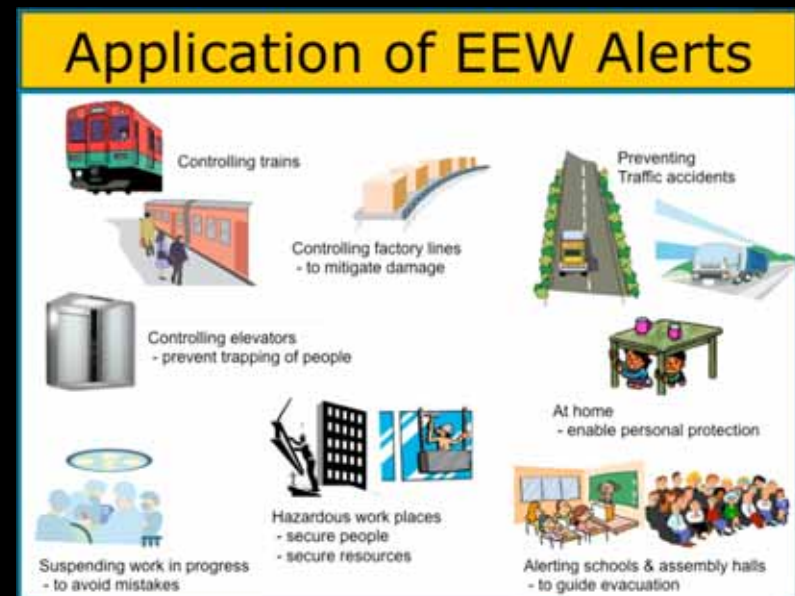 Application of EEW Alerts
Controlling trains
Preventing
Traffic accidents
Controlling factory lines
- to mitigate damage
Controlling elevators
- prevent trapping of people
At home
- enable personal protection
Hazardous work places
- secure people
- secure resources
Suspending work in progress
- to avoid mistakes
Alerting schools & assembly halls
- to guide evacuation